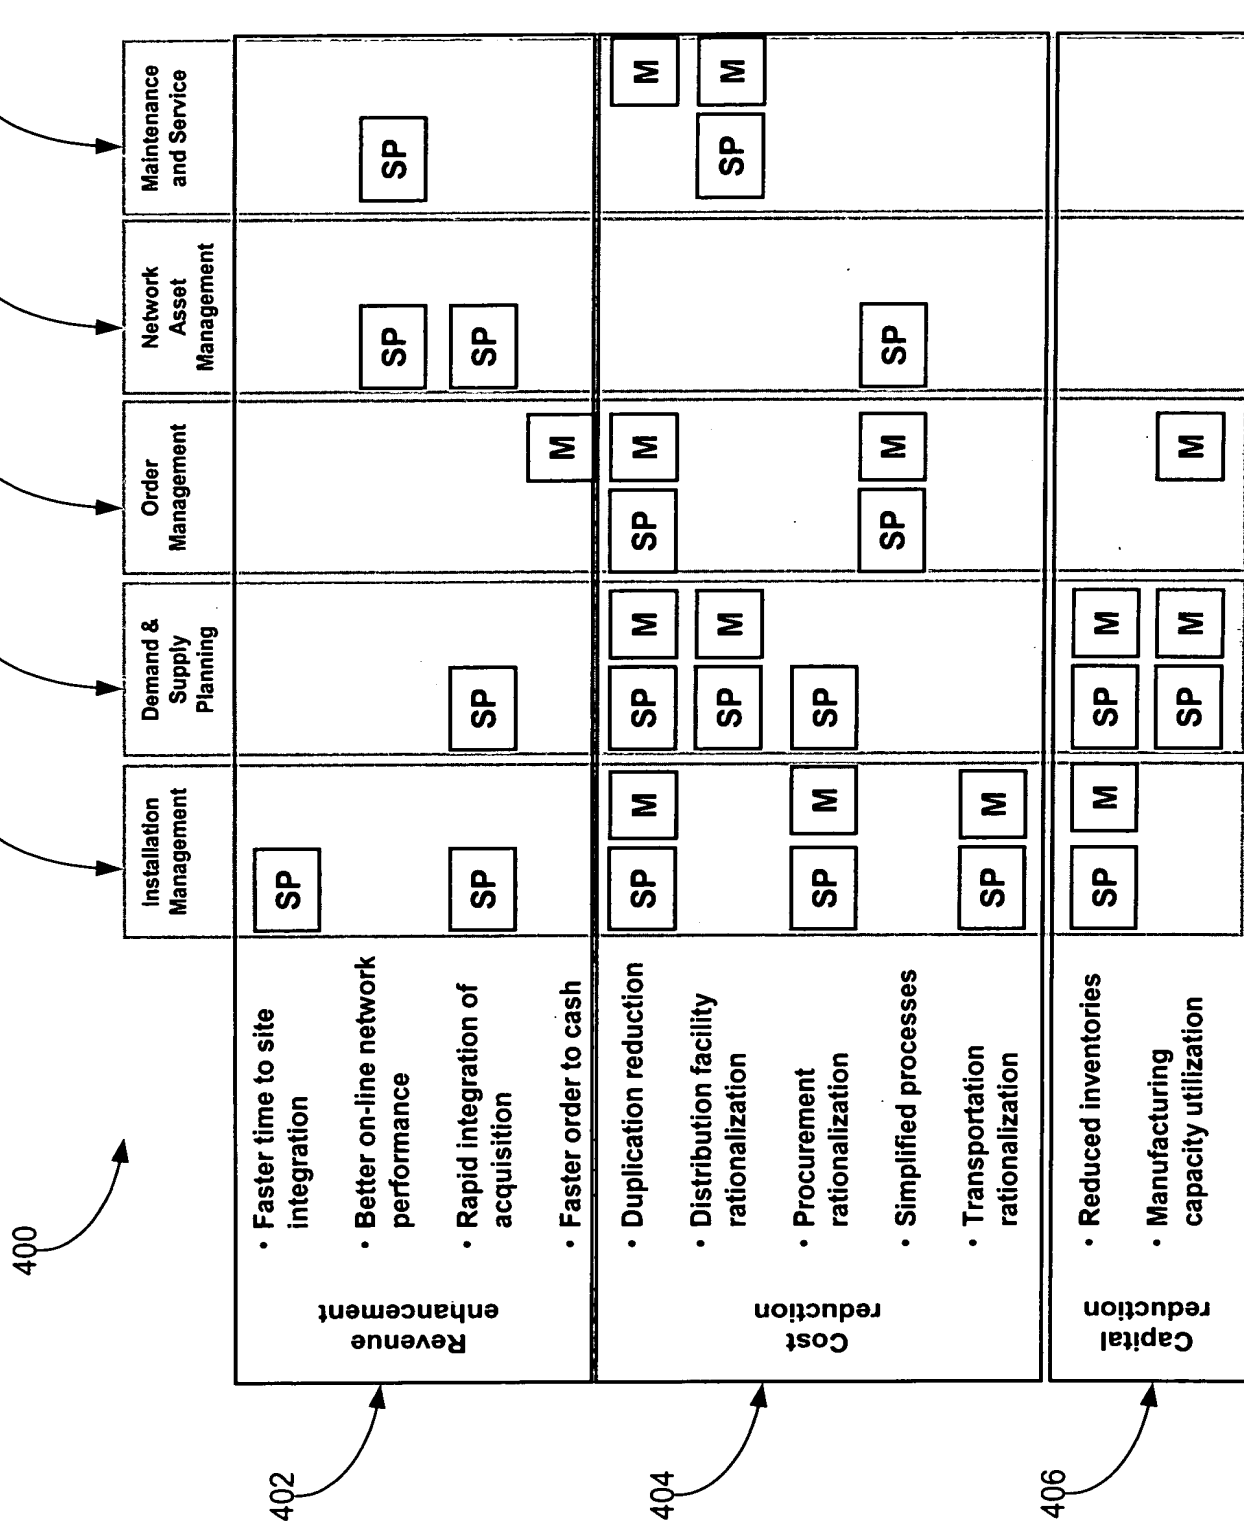 400
Installation
Management
Demand &
Supply
Planning
Order
Management
Network
Asset
Management
Maintenance
and Service
402
Revenue
enhancement
• Faster time to site
integration
SP
• Better on-line network
performance
SP
SP
• Rapid integration of
acquisition
SP
SP
SP
• Faster order to cash
M
404
Cost
reduction
• Duplication reduction
SP
M
SP
M
SP
M
M
• Distribution facility
rationalization
SP
M
SP
M
• Procurement
rationalization
SP
M
SP
• Simplified processes
SP
M
SP
• Transportation
rationalization
SP
M
406
Capital
reduction
• Reduced inventories
SP
M
SP
M
• Manufacturing
capacity utilization
SP
M
M